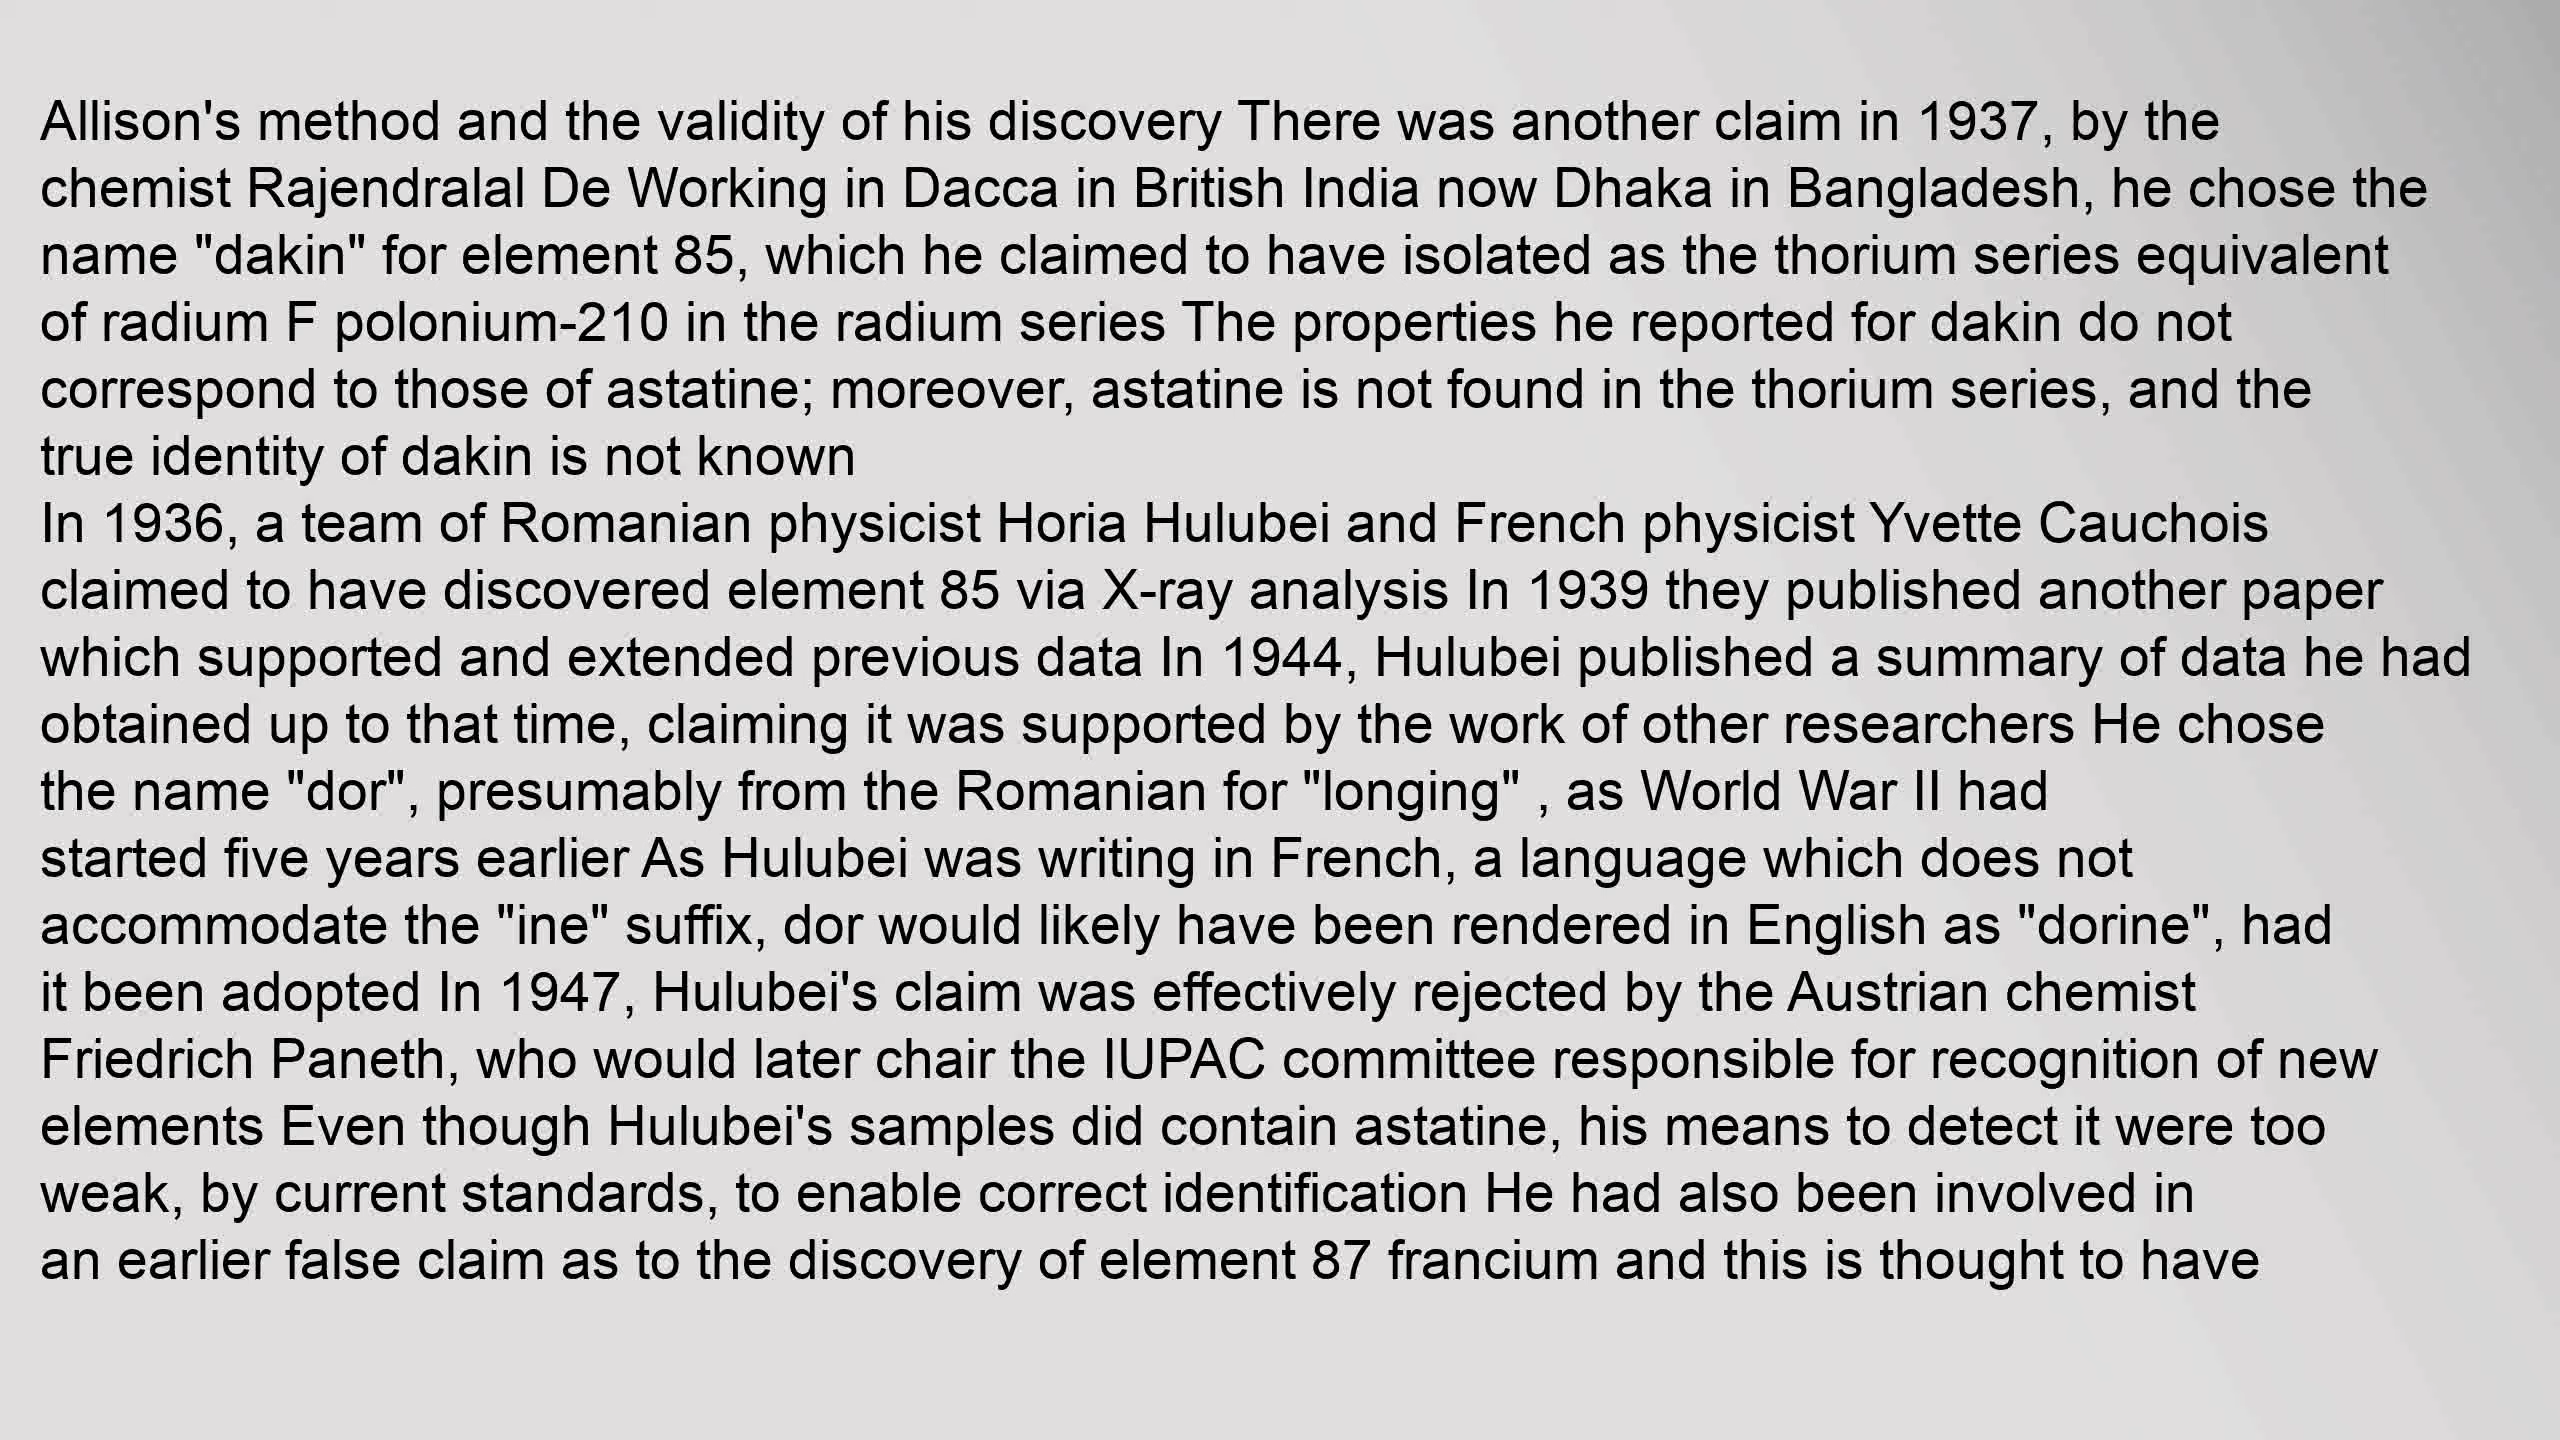 Allison's method and the validity of his discovery There was another claim in 1937, by the
chemist Rajendralal De Working in Dacca in British India now Dhaka in Bangladesh, he chose the
name "dakin" for element 85, which he claimed to have isolated as the thorium series equivalent
of radium F polonium-210 in the radium series The properties he reported for dakin do not
correspond to those of astatine; moreover, astatine is not found in the thorium series, and the
true identity of dakin is not known
In 1936, a team of Romanian physicist Horia Hulubei and French physicist Yvette Cauchois
claimed to have discovered element 85 via X-ray analysis In 1939 they published another paper
which supported and extended previous data In 1944, Hulubei published a summary of data he had
obtained up to that time, claiming it was supported by the work of other researchers He chose
the name "dor", presumably from the Romanian for "longing" , as World War II had
started five years earlier As Hulubei was writing in French, a language which does not
accommodate the "ine" suffix, dor would likely have been rendered in English as "dorine", had
it been adopted In 1947, Hulubei's claim was effectively rejected by the Austrian chemist
Friedrich Paneth, who would later chair the IUPAC committee responsible for recognition of new
elements Even though Hulubei's samples did contain astatine, his means to detect it were too
weak, by current standards, to enable correct identification He had also been involved in
an earlier false claim as to the discovery of element 87 francium and this is thought to have